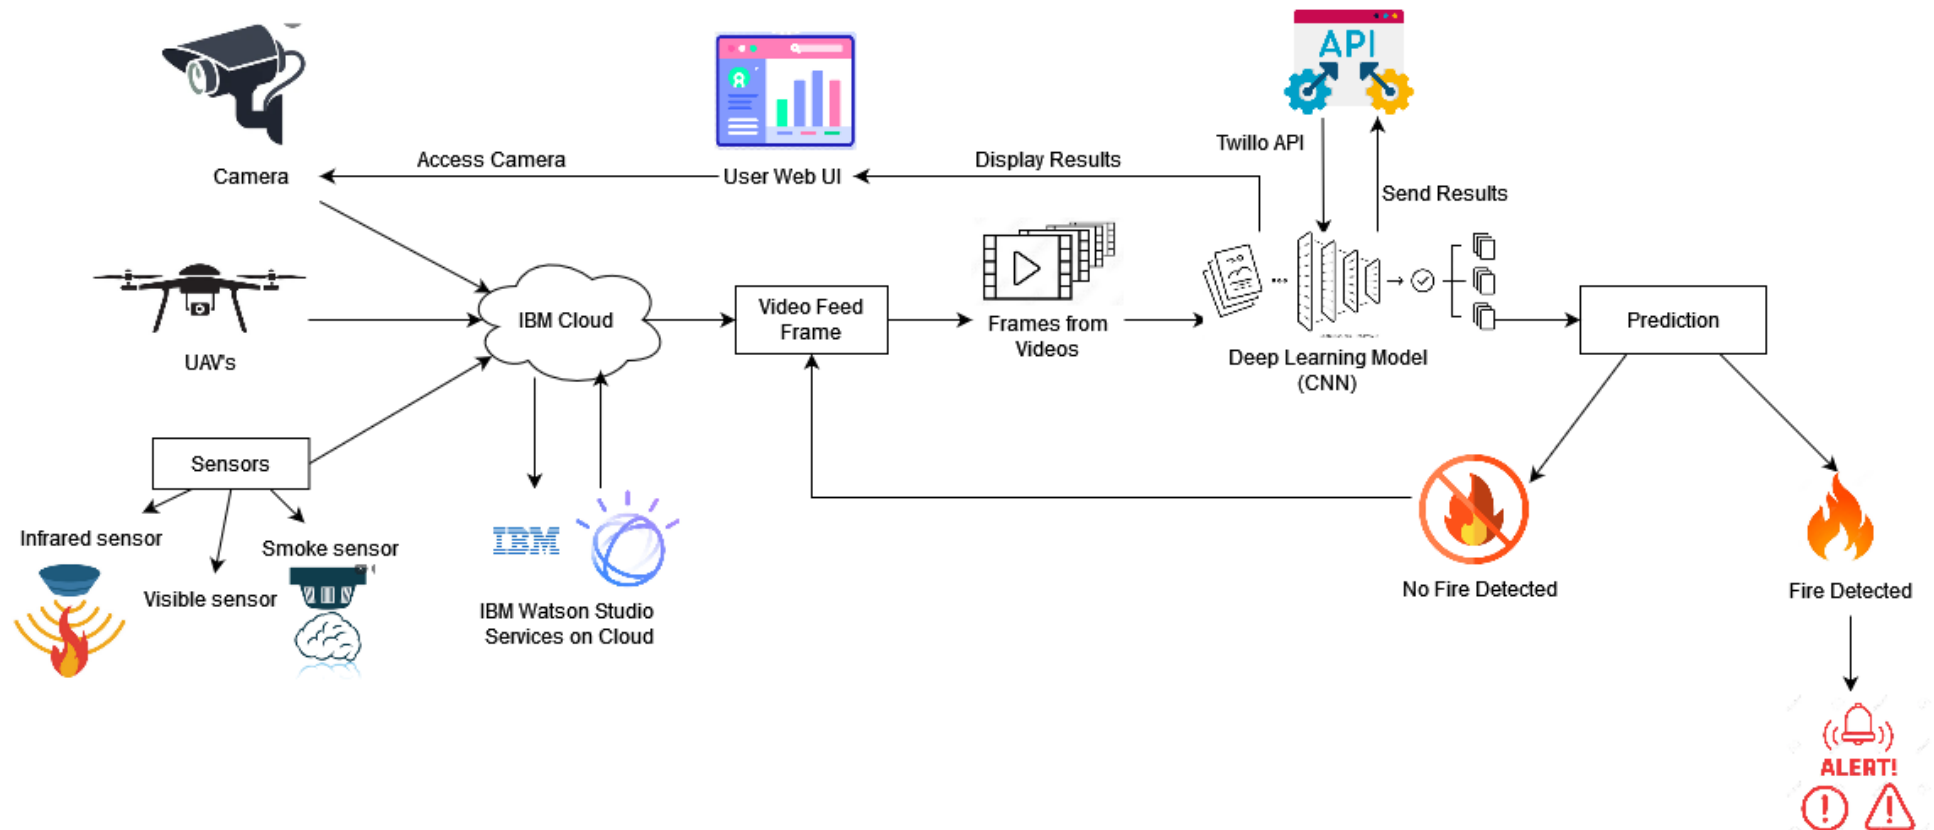 API
Twillo API
Access Camera
Display Results
Camera
User Web UI
Send Results
IBM Cloud
Video Feed
Frame
Frames from
Videos
Prediction
UAV's
Deep Learning Model
(CNN)
Sensors
Infrared sensor
Smoke sensor
Visible sensor
IBM
IBM Watson Studio
Services on Cloud
No Fire Detected
Fire Detected
ALERT!